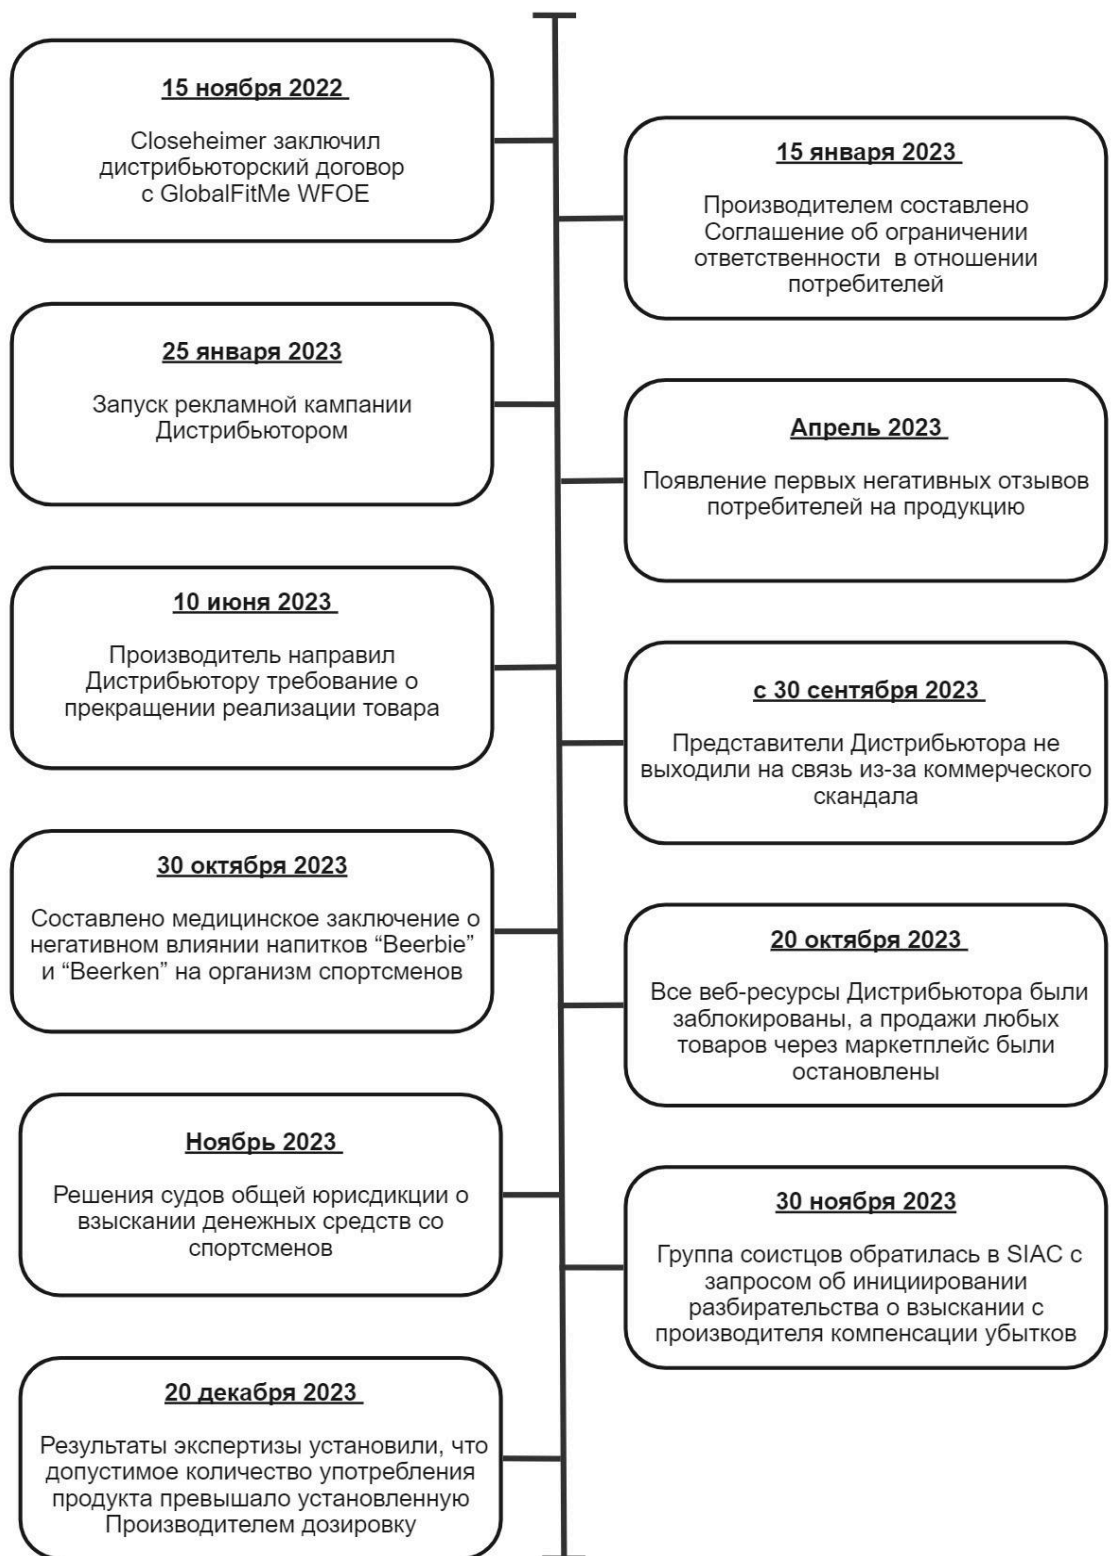 15 ноября 2022
Closeheimer заключил
дистрибьюторский договор
с GlobalFitMe WFOE
15 января 2023
Производителем составлено
Соглашение об ограничении
ответственности в отношении
потребителей
25 января 2023
Запуск рекламной кампании
Дистрибьютором
Апрель 2023
Появление первых негативных отзывов
потребителей на продукцию
10 июня 2023
Производитель направил
Дистрибьютору требование о
прекращении реализации товара
с 30 сентября 2023
Представители Дистрибьютора не
выходили на связь из-за коммерческого
скандала
30 октября 2023
Составлено медицинское заключение о
негативном влиянии напитков “Beerbie”
и “Beerken” на организм спортсменов
20 октября 2023
Все веб-ресурсы Дистрибьютора были
заблокированы, а продажи любых
товаров через маркетплейс были
остановлены
Ноябрь 2023
Решения судов общей юрисдикции о
взыскании денежных средств со
спортсменов
30 ноября 2023
Группа соистцов обратилась в SIAC с
запросом об инициировании
разбирательства о взыскании с
производителя компенсации убытков
20 декабря 2023
Результаты экспертизы установили, что
допустимое количество употребления
продукта превышало установленную
Производителем дозировку